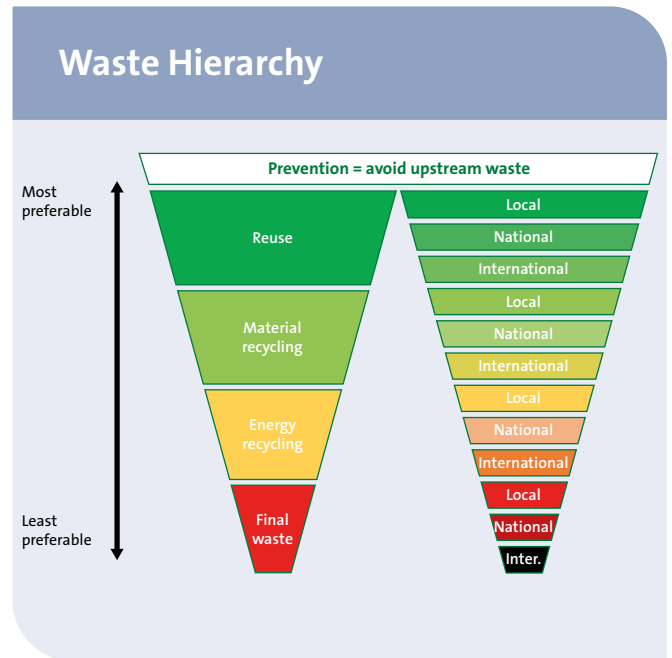 Waste Hierarchy
Prevention = avoid upstream waste
Most
preferable
Reuse
Material
recycling
Energy
recycling
Final
waste
Least
preferable
Local
National
International
Local
National
International
Local
National
International
Local
National
Inter.